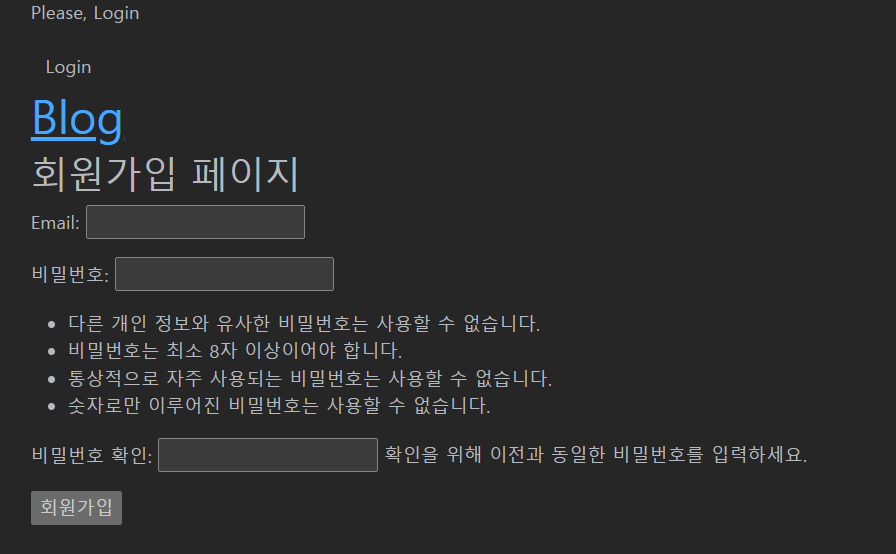 Please, Login
Login
Blog
회원가입 페이지
Email:
비밀번호:
다른 개인 정보와 유사한 비밀번호는 사용할 수 없습니다.
비밀번호는 최소 8자 이상이어야 합니다.
통상적으로 자주 사용되는 비밀번호는 사용할 수 없습니다.
숫자로만 이루어진 비밀번호는 사용할 수 없습니다.
비밀번호 확인: 확인을 위해 이전과 동일한 비밀번호를 입력하세요.
회원가입